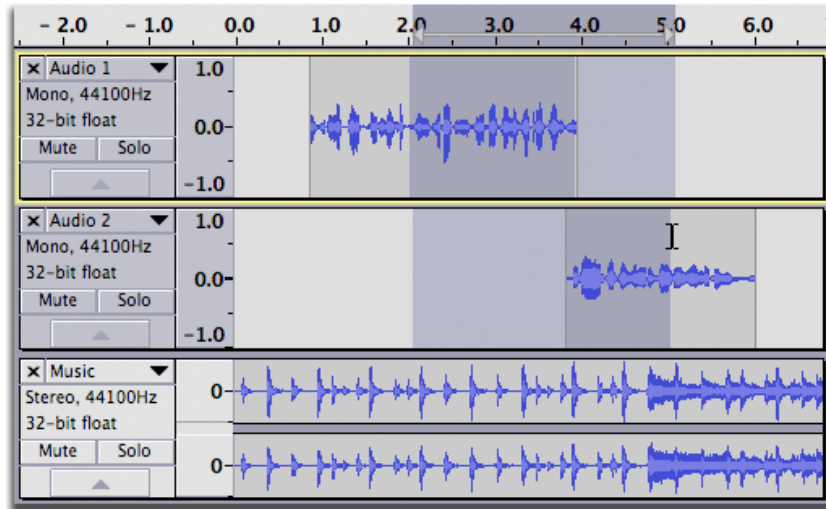 - 2.0 - 1.0 0.0 1.0 2.0 3.0 4.0 5.0 6.0
× Audio 1 1.0
Mono, 44100Hz
32-bit float 0.0-
Mute Solo
-1.0
× Audio 2 1.0
Mono, 44100Hz
32-bit float 0.0-
Mute Solo
-1.0
× Music
Stereo, 44100Hz 0-
32-bit float
Mute Solo
0-